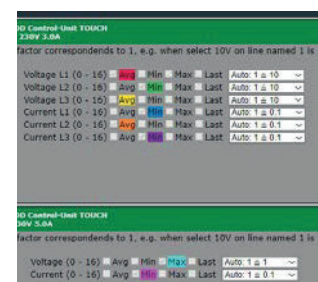 DD Control-Unit TOUCH
230V 3.0A
factor correspondends to 1, e.g. when select 10V on line named 1 is
Voltage L1 (0 - 16) Avg Min Max Last Auto: 1 ≙ 10
Voltage L2 (0 - 16) Avg Min Max Last Auto: 1 ≙ 10
Voltage L3 (0 - 16) Avg Min Max Last Auto: 1 ≙ 10
Current L1 (0 - 16) Avg Min Max Last Auto: 1 ≙ 0.1
Current L2 (0 - 16) Avg Min Max Last Auto: 1 ≙ 0.1
Current L3 (0 - 16) Avg Min Max Last Auto: 1 ≙ 0.1
DD Control-Unit TOUCH
0V 5.0A
factor correspondends to 1, e.g. when select 10V on line named 1 is
Voltage (0 - 16) Avg Min Max Last Auto: 1 ≙ 1
Current (0 - 16) Avg Min Max Last Auto: 1 ≙ 0.1